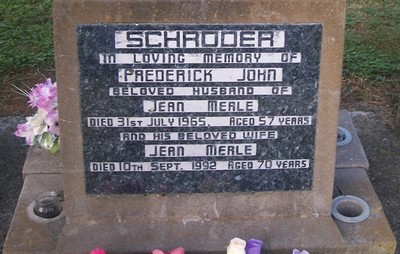 SCHRODER
IN LOVING MEMORY OF
FREDERICK JOHN
BELOVED HUSBAND OF
JEAN MERLE
DIED 31ST JULY 1965, AGED 57 YEARS
AND HIS BELOVED WIFE
JEAN MERLE
DIED 10TH SEPT. 1992 AGED 70 YEARS